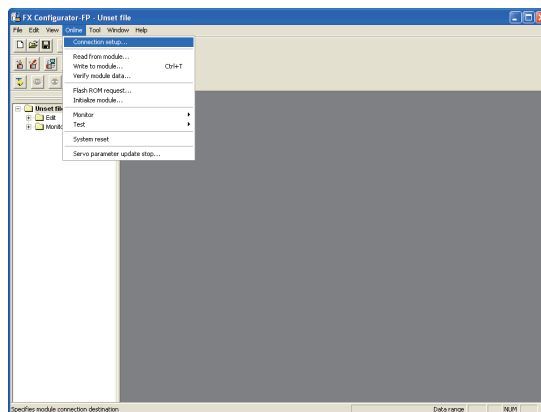 FX Configurator-FP - Unset file
File Edit View Online Tool Window Help
Connection setup...
Read from module...
Write to module... Ctrl+T
Verify module data...
Flash ROM request...
Initialize module...
Monitor
Test
System reset
Servo parameter update stop...
Unset file
Edit
Monito
Specifies module connection destination Data range NUM